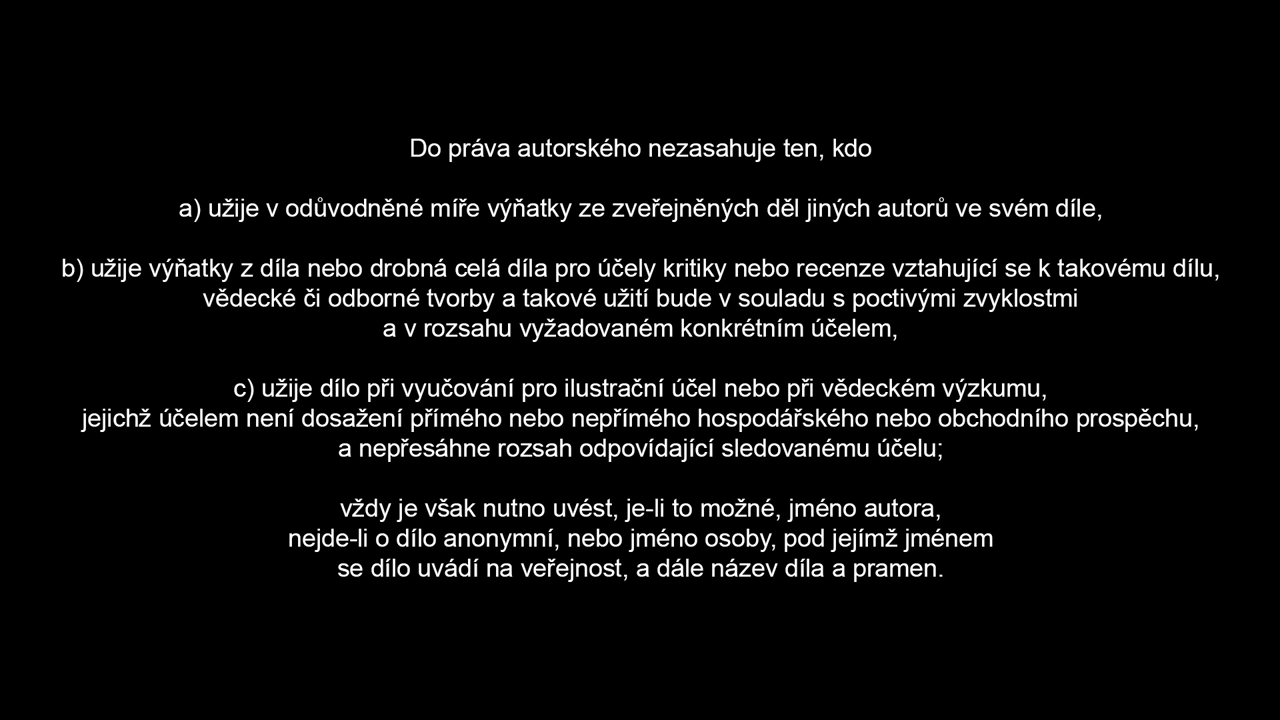 Do práva autorského nezasahuje ten, kdo
a) užije v odůvodněné míře výňatky ze zveřejněných děl jiných autorů ve svém díle,
b) užije výňatky z díla nebo drobná celá díla pro účely kritiky nebo recenze vztahující se k takovému dílu,
vědecké či odborné tvorby a takové užití bude v souladu s poctivými zvyklostmi
a v rozsahu vyžadovaném konkrétním účelem,
c) užije dílo při vyučování pro ilustrační účel nebo při vědeckém výzkumu,
jejichž účelem není dosažení přímého nebo nepřímého hospodářského nebo obchodního prospěchu,
a nepřesáhne rozsah odpovídající sledovanému účelu;
vždy je však nutno uvést, je-li to možné, jméno autora,
nejde-li o dílo anonymní, nebo jméno osoby, pod jejímž jménem
se dílo uvádí na veřejnost, a dále název díla a pramen.